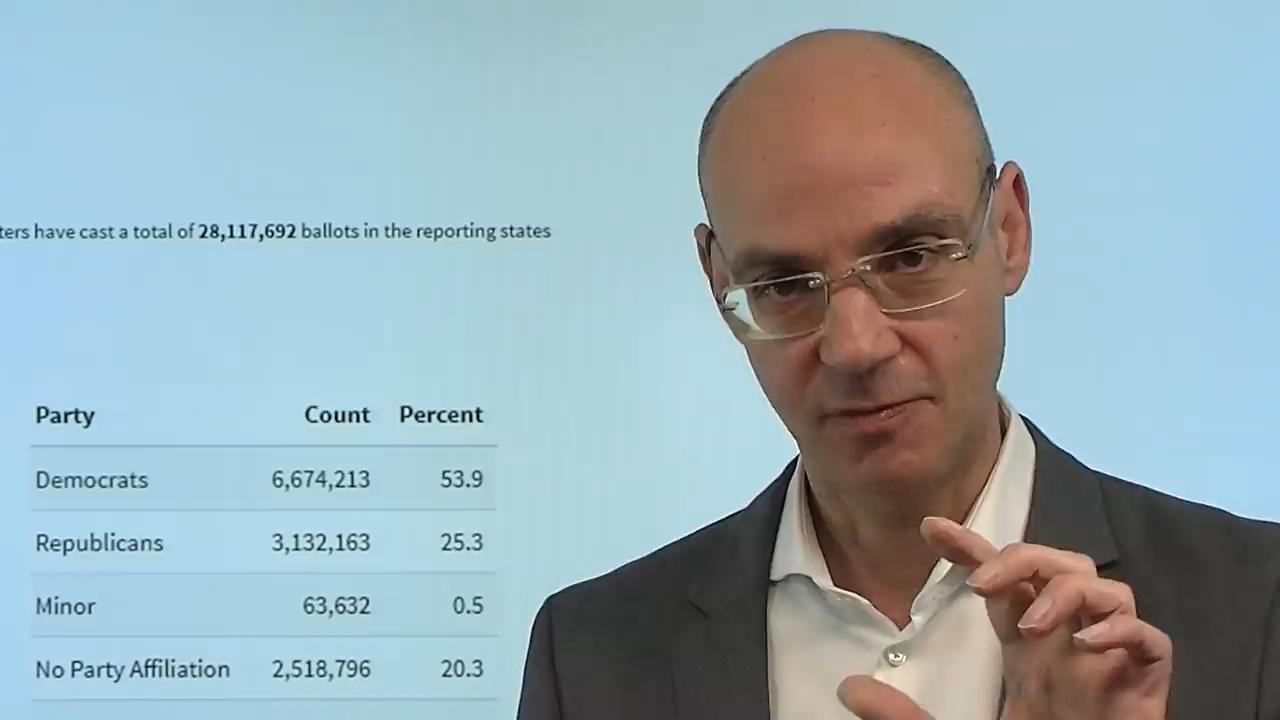 ters have cast a total of 28,117,692 ballots in the reporting states
Party Count Percent
Democrats 6,674,213 53.9
Republicans 3,132,163 25.3
Minor 63,632 0.5
No Party Affiliation 2,518,796 20.3